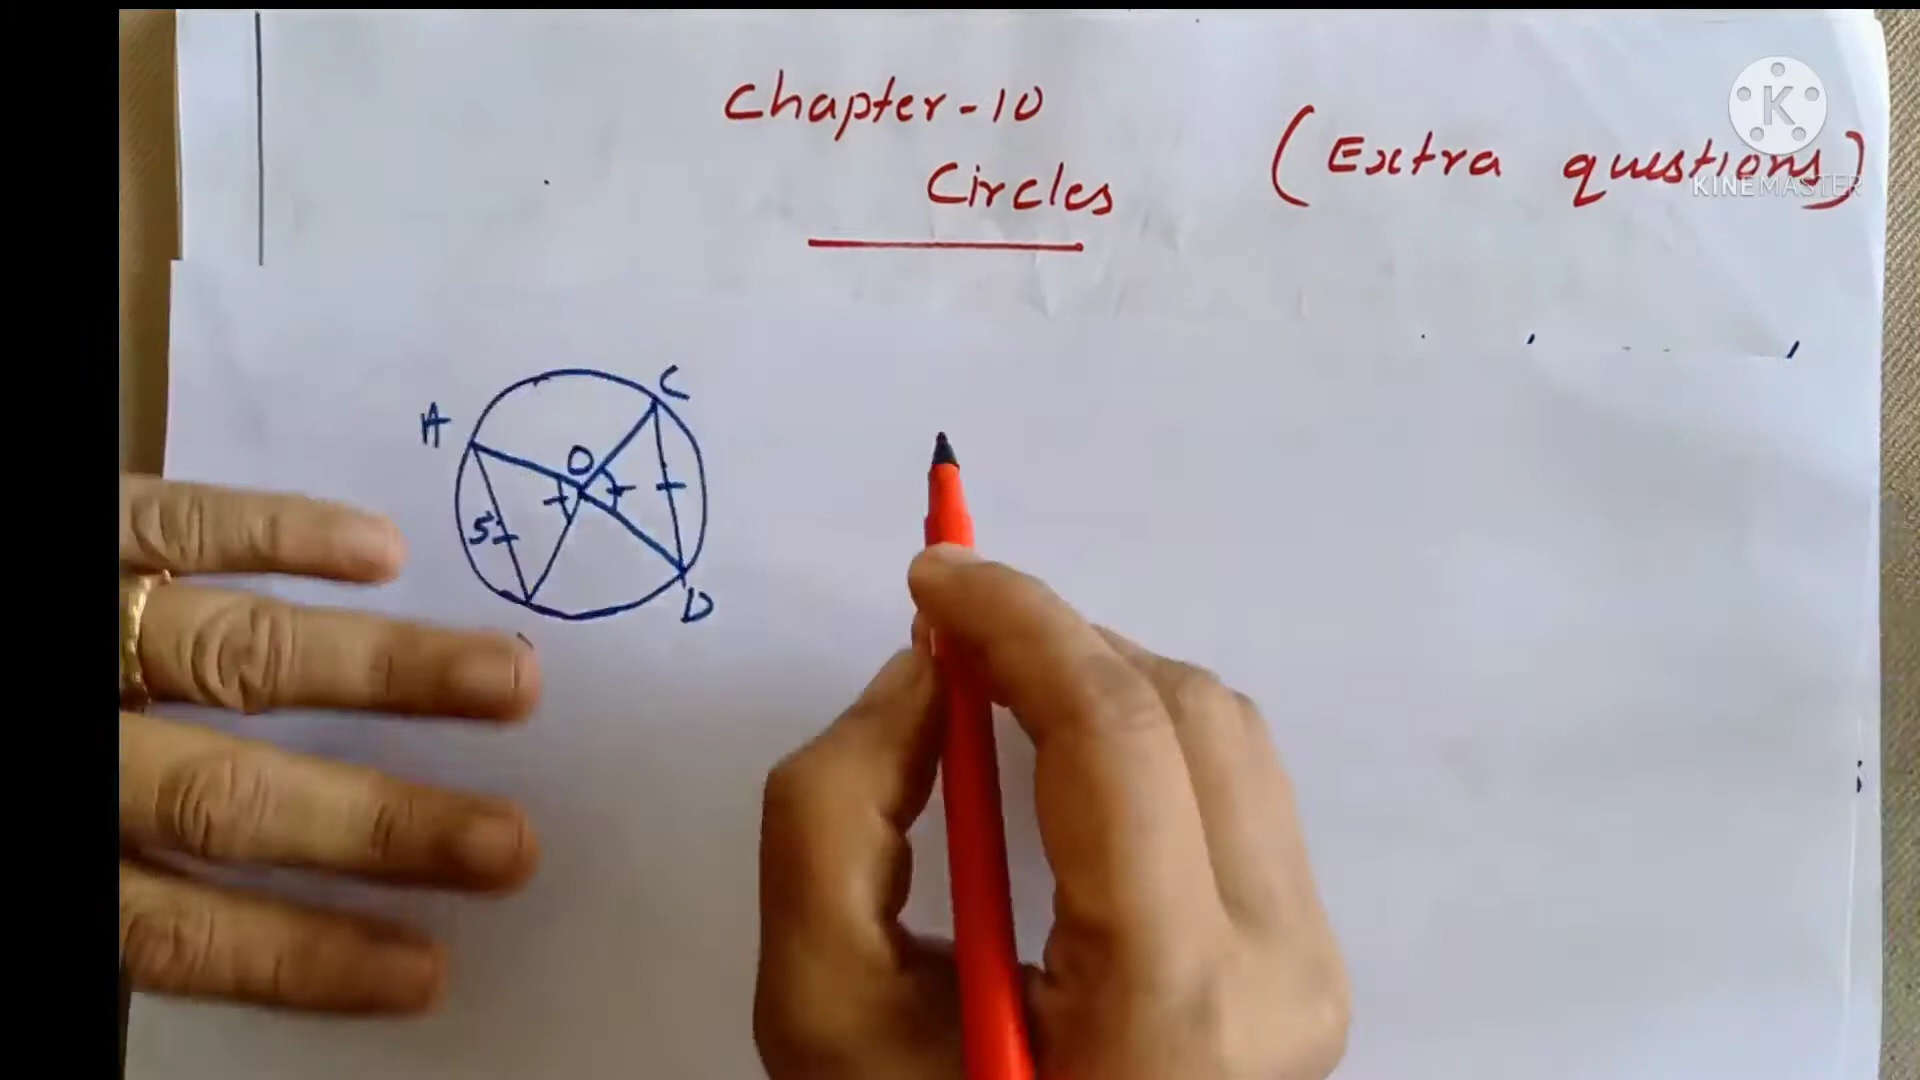 Chapter-10
Circles
(Extra questions)
K
KINEMASTER
C
A
O
5
D